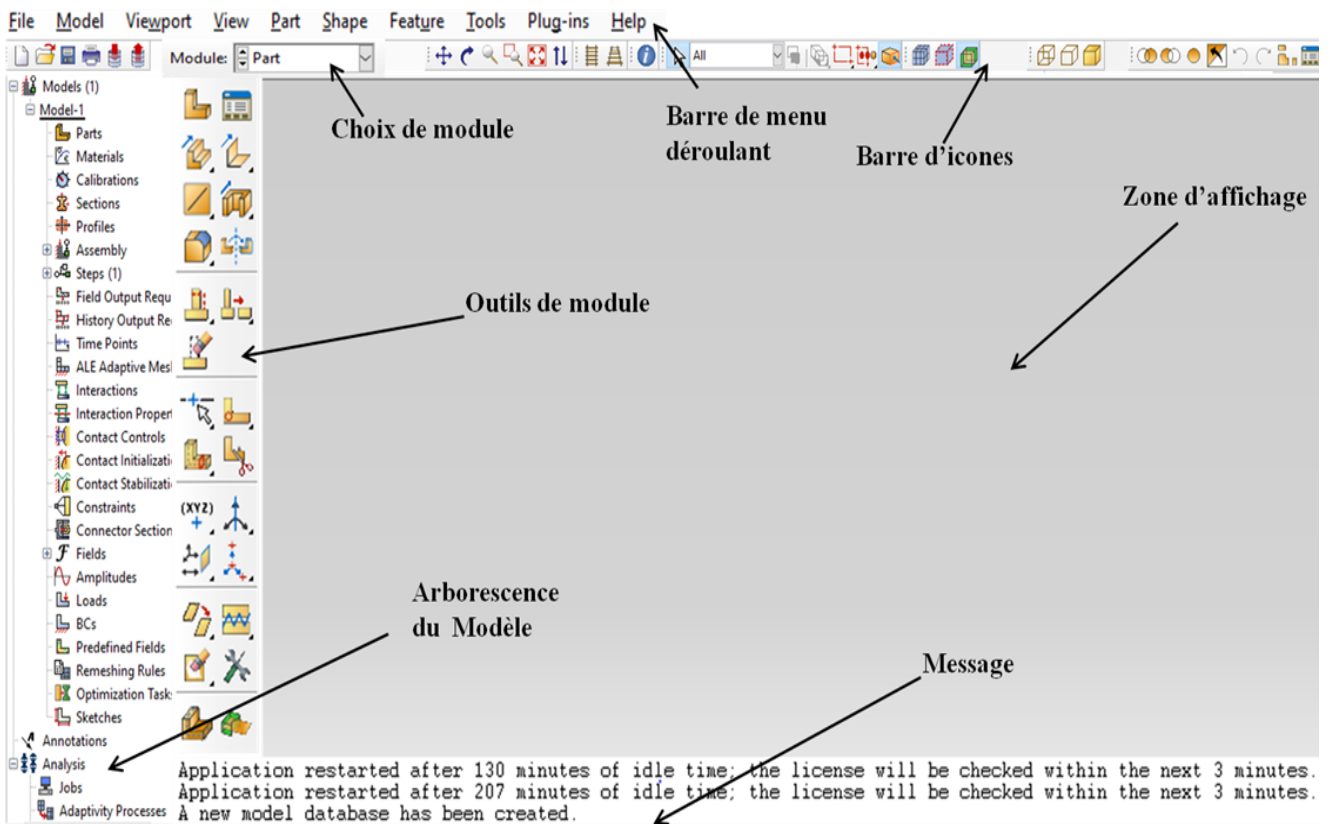 File Model Viewport View Part Shape Feature Tools Plug-ins Help
Module: Part
All
Models (1)
Model-1
Parts
Materials
Calibrations
Sections
Profiles
Assembly
Steps (1)
Field Output Requ
History Output Re
Time Points
ALE Adaptive Mesh
Interactions
Interaction Propert
Contact Controls
Contact Initializati
Contact Stabilizati
Constraints
Connector Section
Fields
Amplitudes
Loads
BCs
Predefined Fields
Remeshing Rules
Optimization Task
Sketches
Annotations
Analysis
Jobs
Adaptivity Processes
(XYZ)
Choix de module
Barre de menu
déroulant
Barre d'icones
Zone d'affichage
Outils de module
Arborescence
du Modèle
Message
Application restarted after 130 minutes of idle time; the license will be checked within the next 3 minutes.
Application restarted after 207 minutes of idle time; the license will be checked within the next 3 minutes.
A new model database has been created.